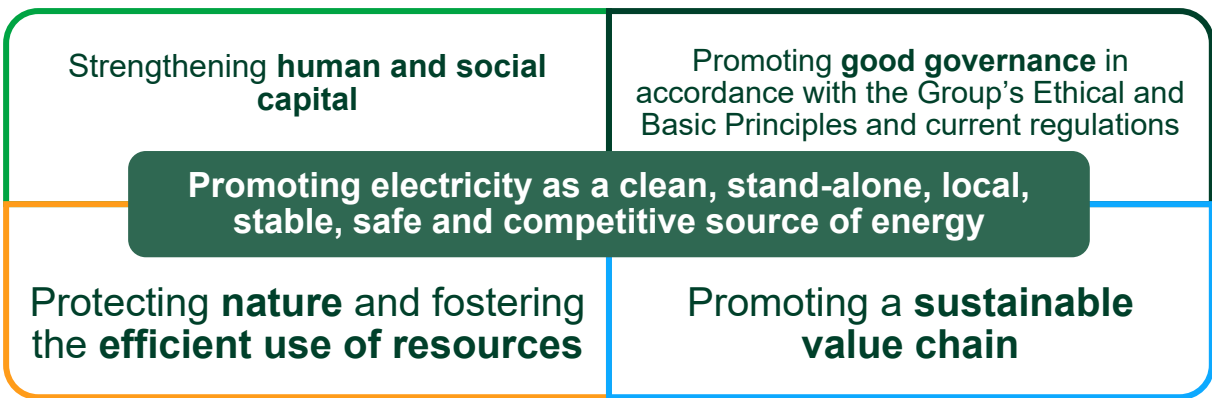 Strengthening human and social
capital
Promoting good governance in
accordance with the Group's Ethical and
Basic Principles and current regulations
Promoting electricity as a clean, stand-alone, local,
stable, safe and competitive source of energy
Protecting nature and fostering
the efficient use of resources
Promoting a sustainable
value chain